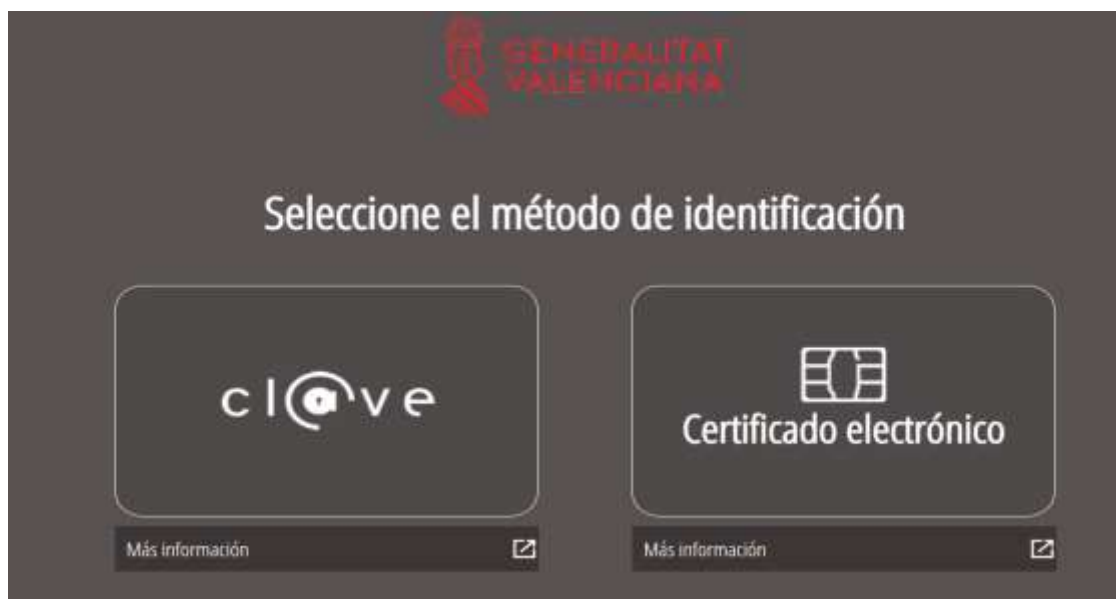 GENERALITAT
VALENCIANA
Seleccione el método de identificación
cl@ve
Certificado electrónico
Más información
Más información